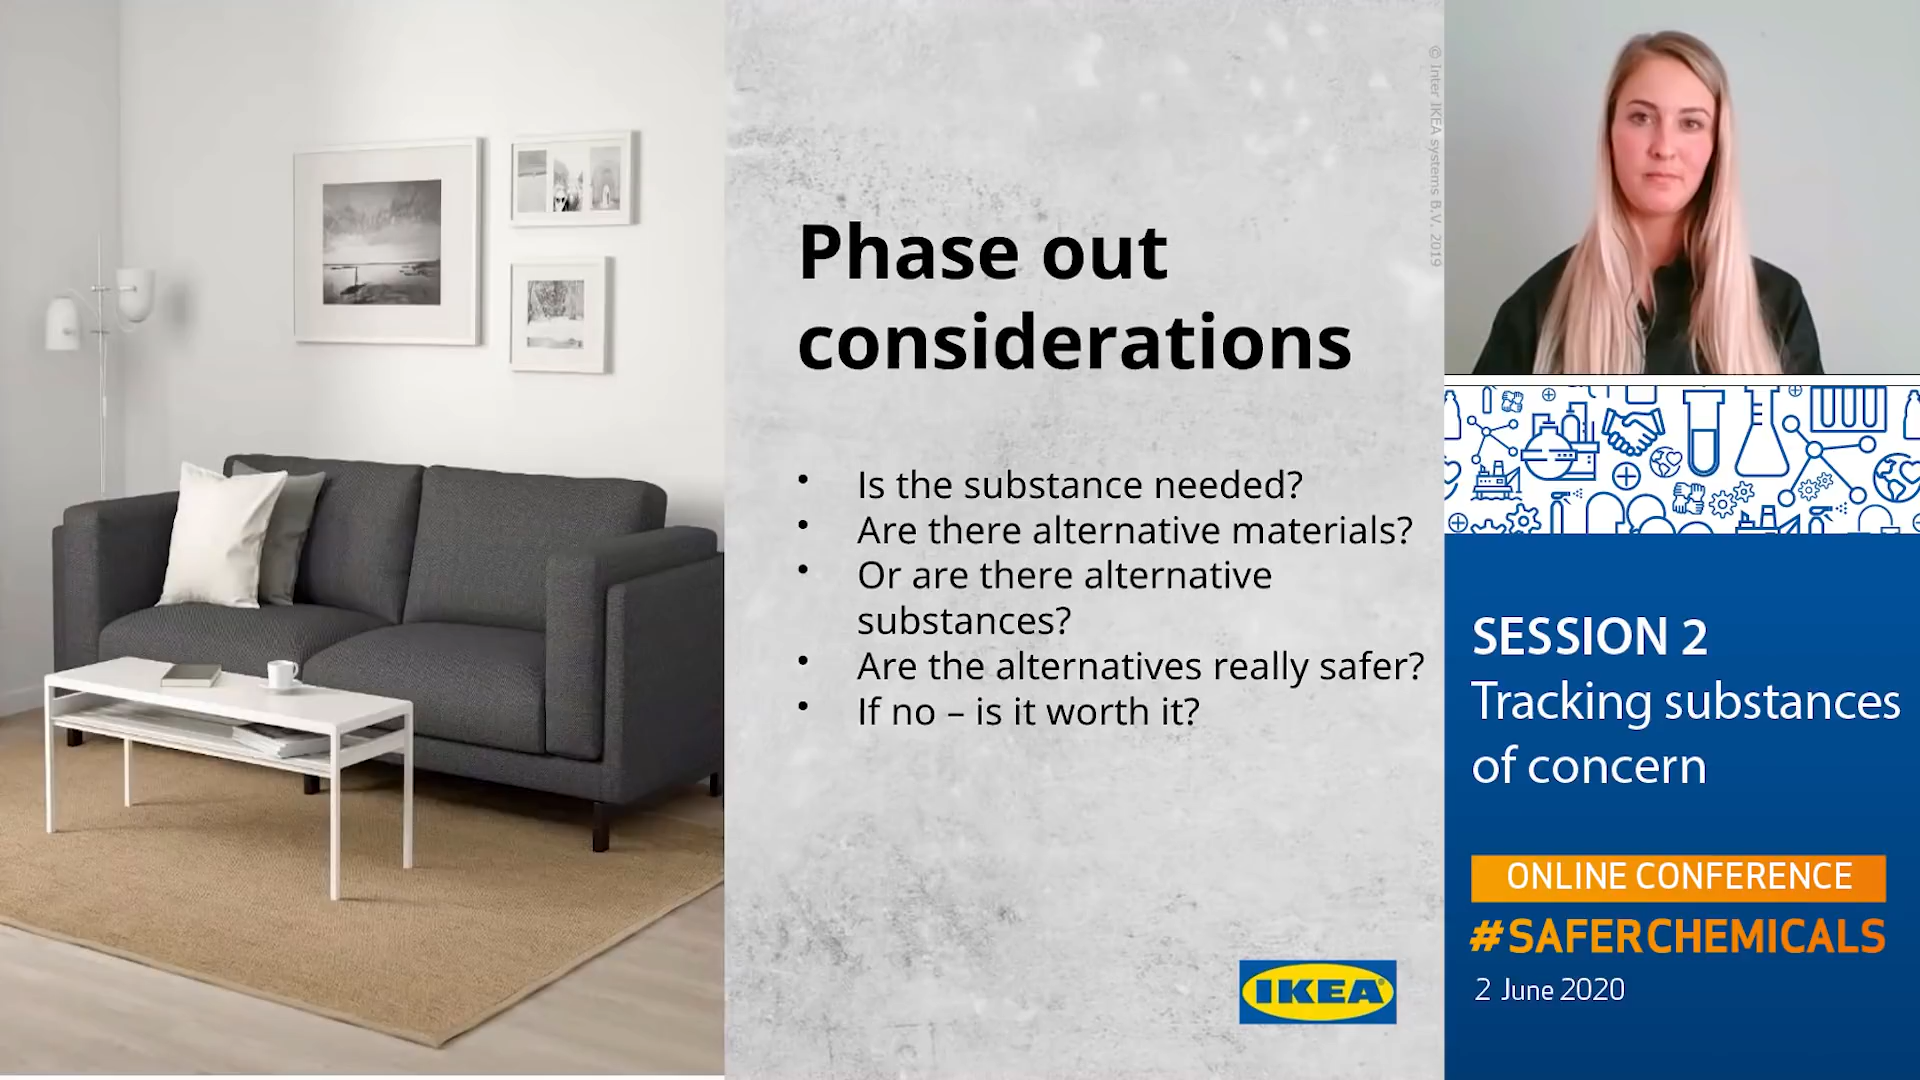 Phase out
considerations
• Is the substance needed?
• Are there alternative materials?
• Or are there alternative
substances?
• Are the alternatives really safer?
• If no – is it worth it?
IKEA
© Inter IKEA systems B.V. 2019
SESSION 2
Tracking substances
of concern
ONLINE CONFERENCE
#SAFERCHEMICALS
2 June 2020